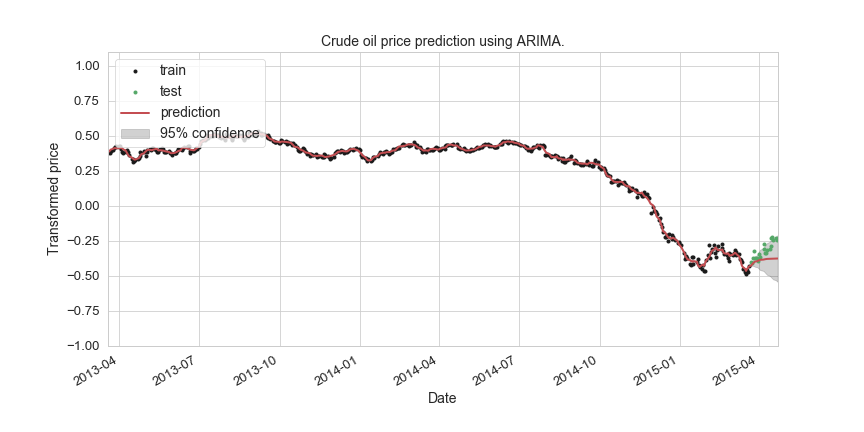 Crude oil price prediction using ARIMA.
train
test
prediction
95% confidence
Transformed price
1.00
0.75
0.50
0.25
0.00
−0.25
−0.50
−0.75
−1.00
2013-04
2013-07
2013-10
2014-01
2014-04
2014-07
2014-10
2015-01
2015-04
Date